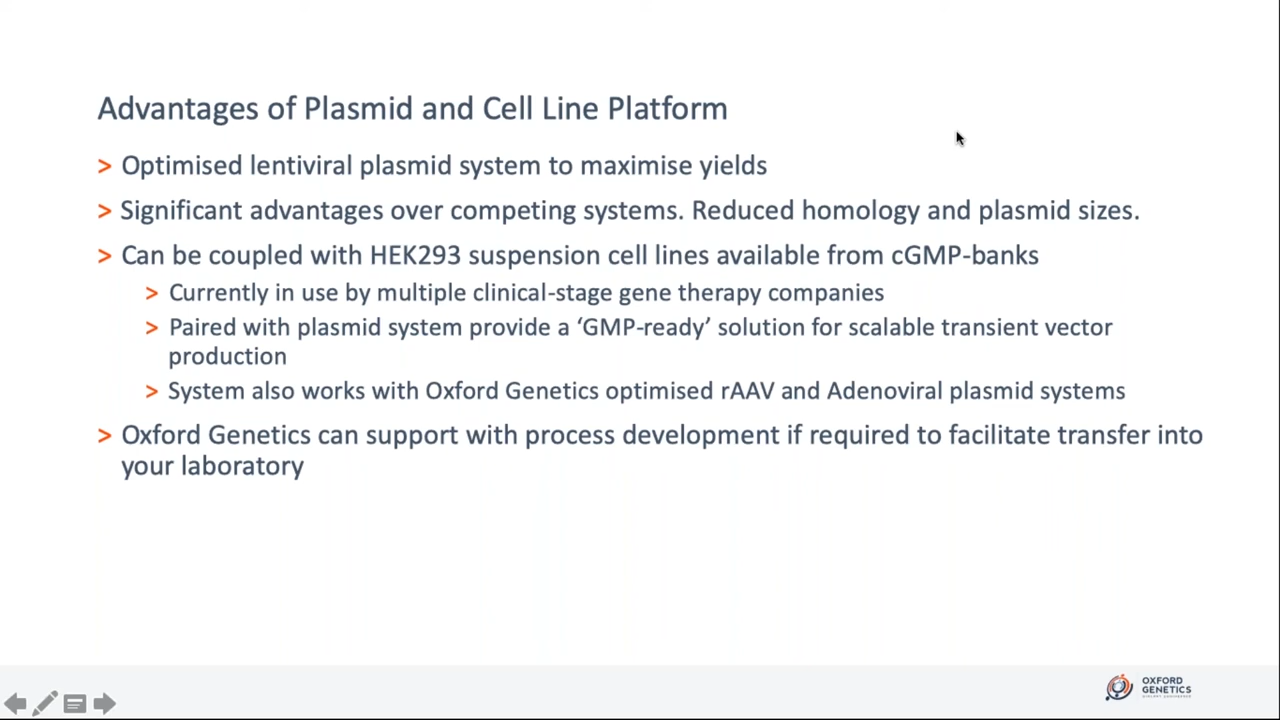 Advantages of Plasmid and Cell Line Platform
> Optimised lentiviral plasmid system to maximise yields
> Significant advantages over competing systems. Reduced homology and plasmid sizes.
> Can be coupled with HEK293 suspension cell lines available from cGMP-banks
> Currently in use by multiple clinical-stage gene therapy companies
> Paired with plasmid system provide a ‘GMP-ready’ solution for scalable transient vector
production
> System also works with Oxford Genetics optimised rAAV and Adenoviral plasmid systems
> Oxford Genetics can support with process development if required to facilitate transfer into
your laboratory
OXFORD
GENETICS